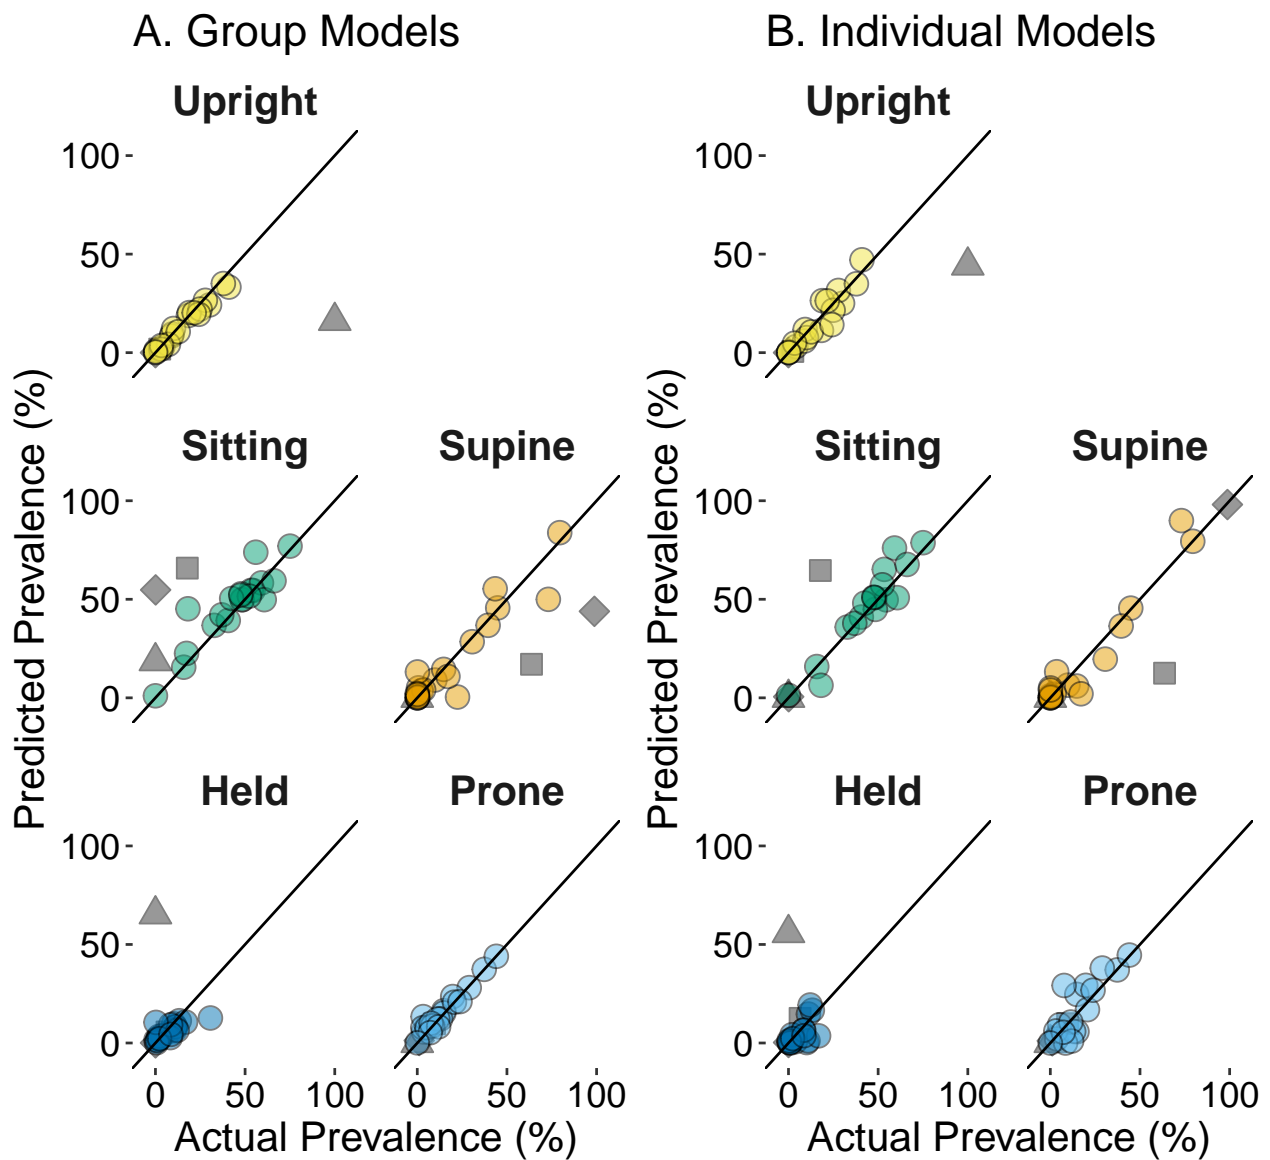 A. Group Models
Upright
100
50
0
Sitting
Supine
100
50
0
Held
Prone
100
50
0
0 50 100
0 50 100
Actual Prevalence (%)
Predicted Prevalence (%)
B. Individual Models
Upright
100
50
0
Sitting
Supine
100
50
0
Held
Prone
100
50
0
0 50 100
0 50 100
Actual Prevalence (%)
Predicted Prevalence (%)